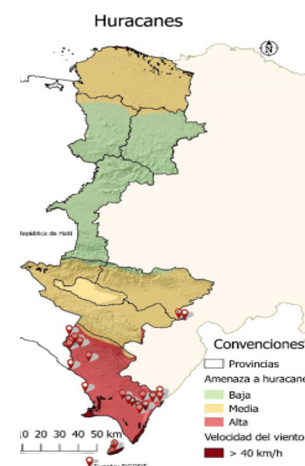 Huracanes
N
República de Haití
Convenciones
Provincias
Amenaza a huracane
Baja
Media
Alta
Velocidad del viento
> 40 km/h
10 20 30 40 50 km